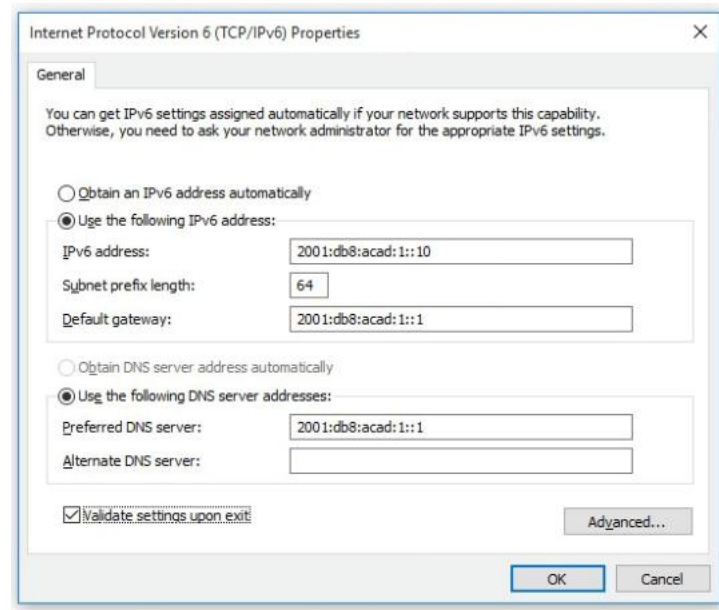 Internet Protocol Version 6 (TCP/IPv6) Properties
General
You can get IPv6 settings assigned automatically if your network supports this capability.
Otherwise, you need to ask your network administrator for the appropriate IPv6 settings.
Obtain an IPv6 address automatically
Use the following IPv6 address:
IPv6 address: 2001:db8:acad:1::10
Subnet prefix length: 64
Default gateway: 2001:db8:acad:1::1
Obtain DNS server address automatically
Use the following DNS server addresses:
Preferred DNS server: 2001:db8:acad:1::1
Alternate DNS server:
Validate settings upon exit
Advanced...
OK Cancel